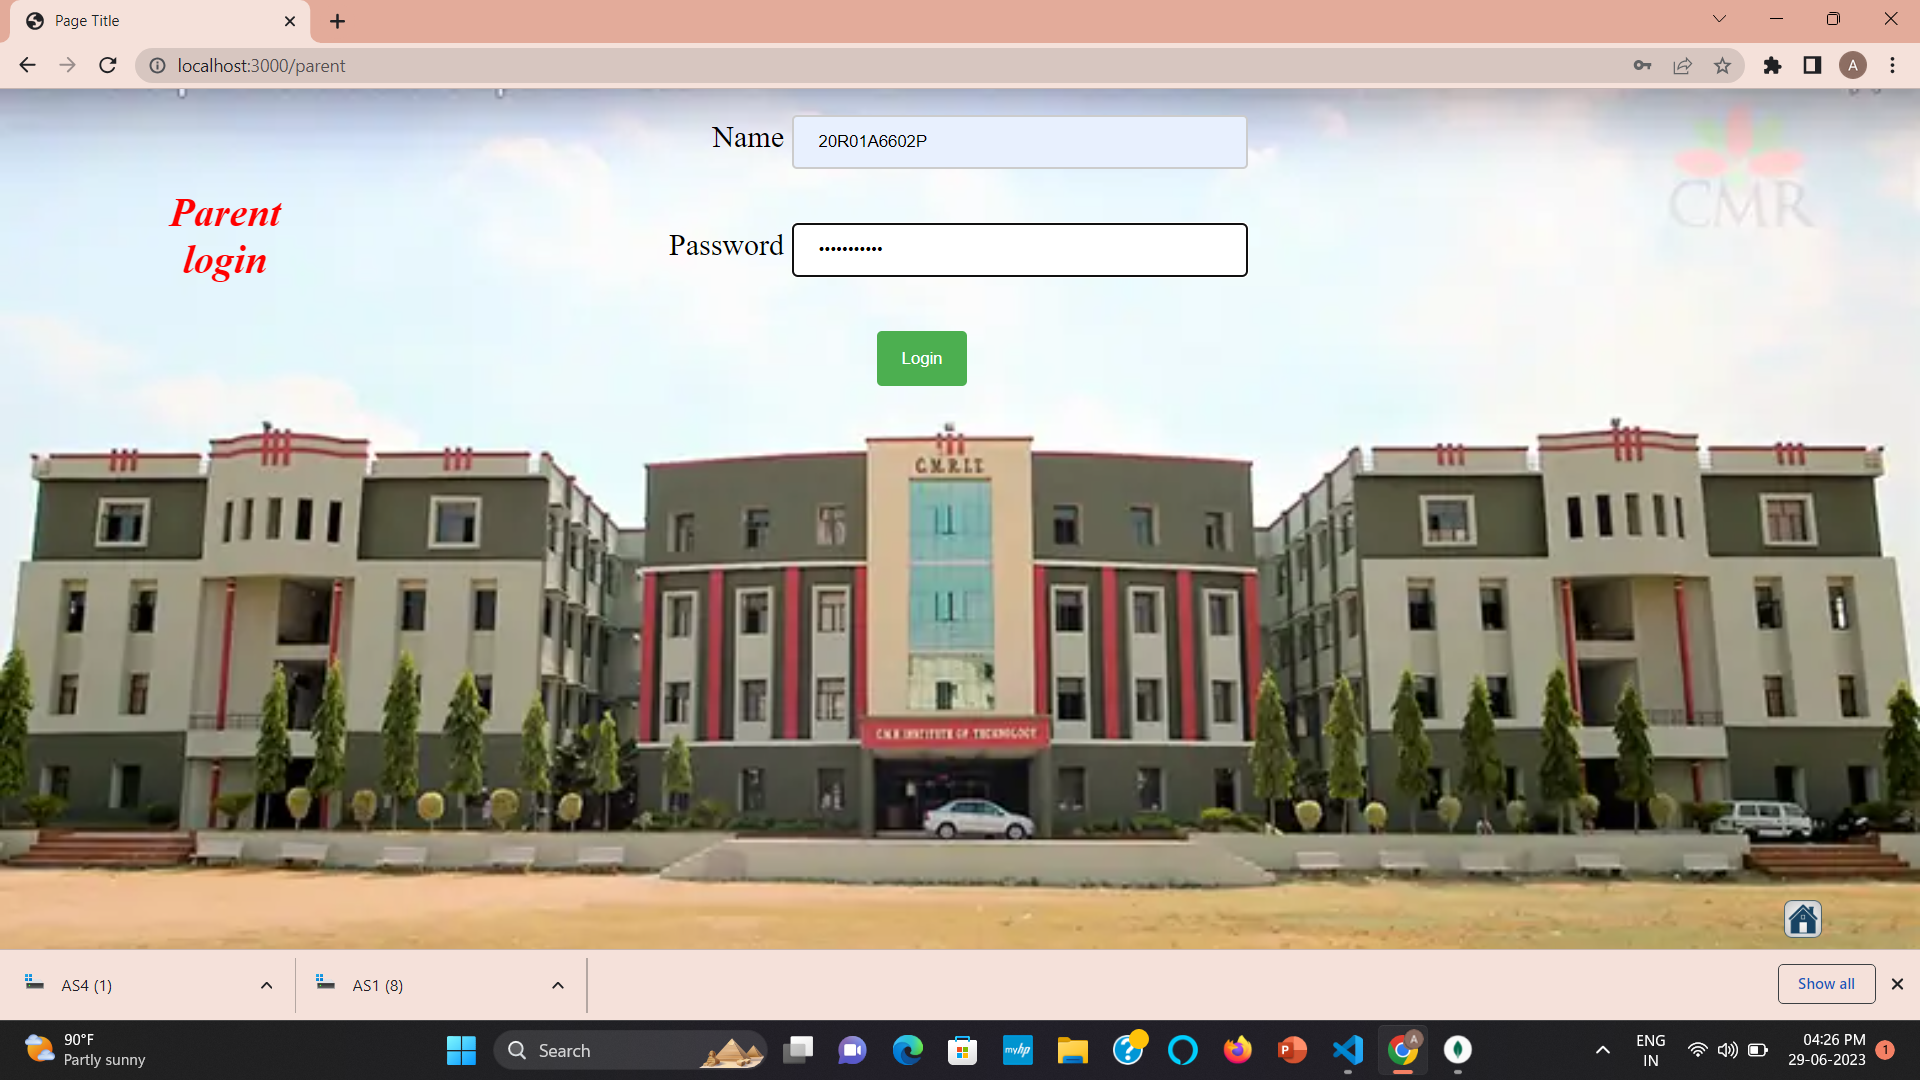 Page Title
localhost:3000/parent
A
Name
20R01A6602P
CMR
Parent
login
Password
Login
C.M.R.I.T.
C.M.R INSTITUTE OF TECHNOLOGY
AS4 (1)
AS1 (8)
Show all
90°F
Partly sunny
Search
myhp
P
A
ENG
IN
04:26 PM
29-06-2023
1